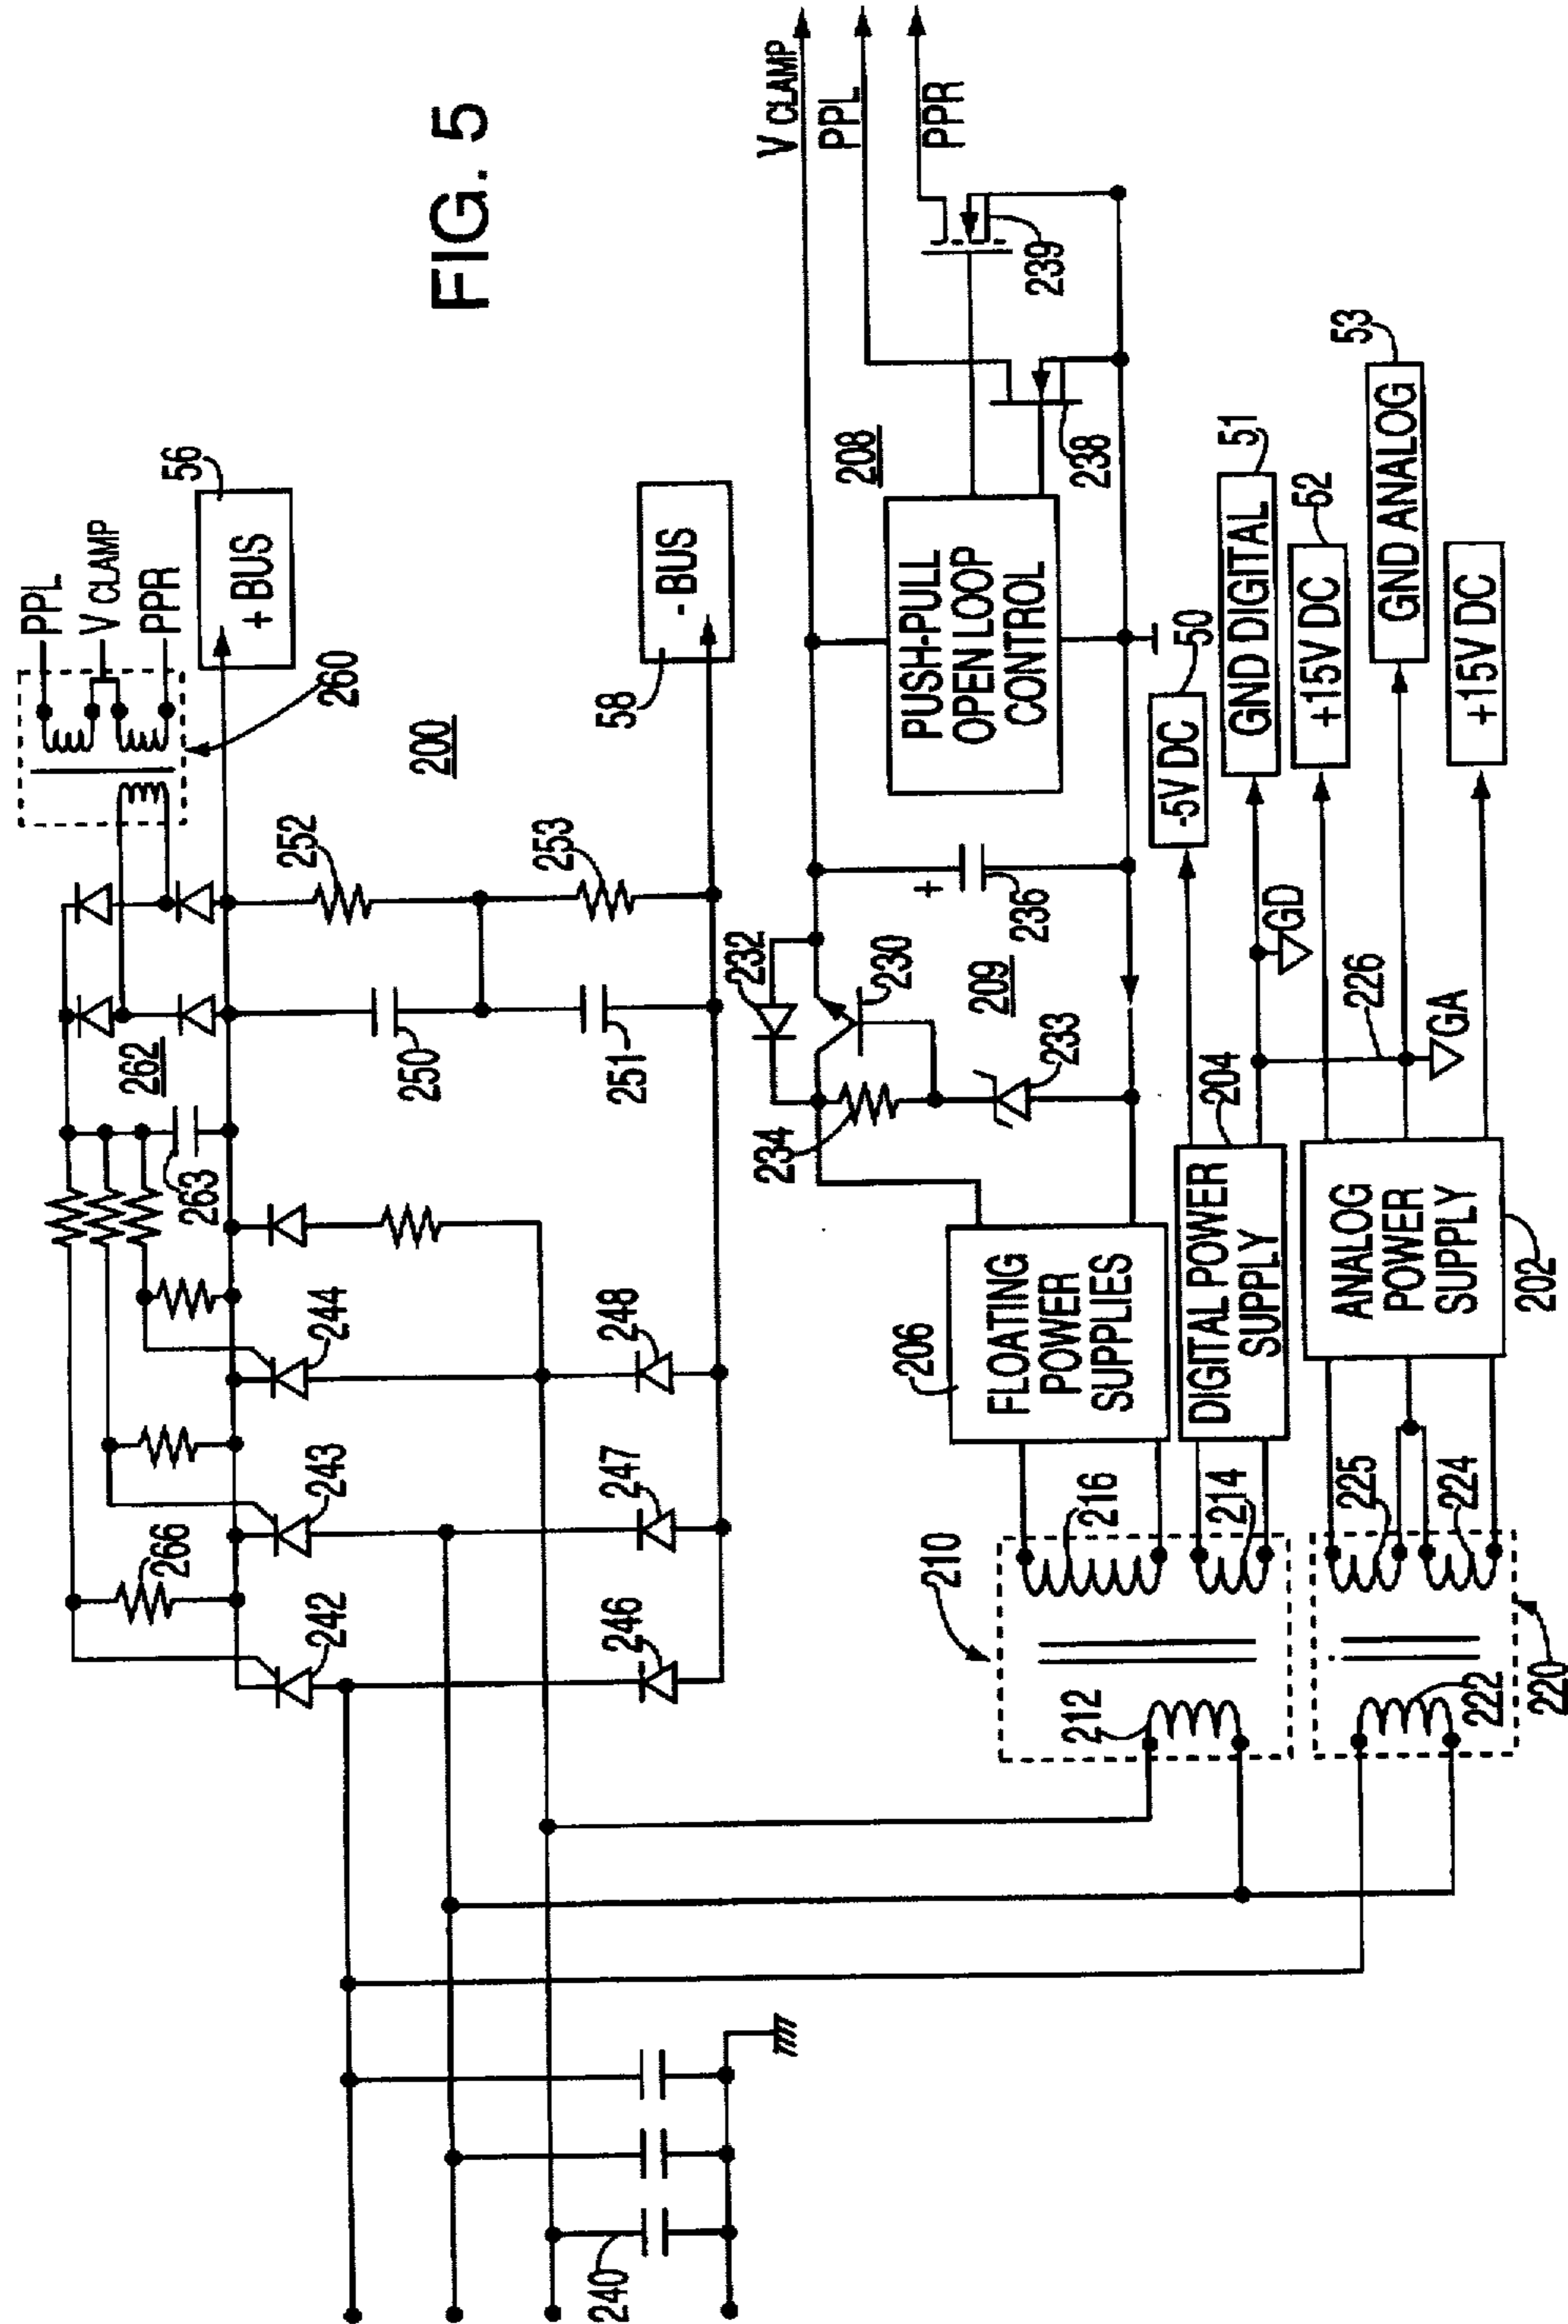 FIG. 5
PPL
V CLAMP
PPR
260
56
+ BUS
200
252
253
262
250
251
263
58
- BUS
266
242
243
244
246
247
248
V CLAMP
PPL
PPR
208
239
238
PUSH-PULL
OPEN LOOP
CONTROL
232
230
+
236
209
234
233
206
FLOATING
POWER
SUPPLIES
-5V DC
50
GND DIGITAL
51
+15V DC
52
GND ANALOG
53
+15V DC
GD
226
GA
204
DIGITAL POWER
SUPPLY
ANALOG
POWER
SUPPLY
202
210
216
214
212
225
224
222
220
240